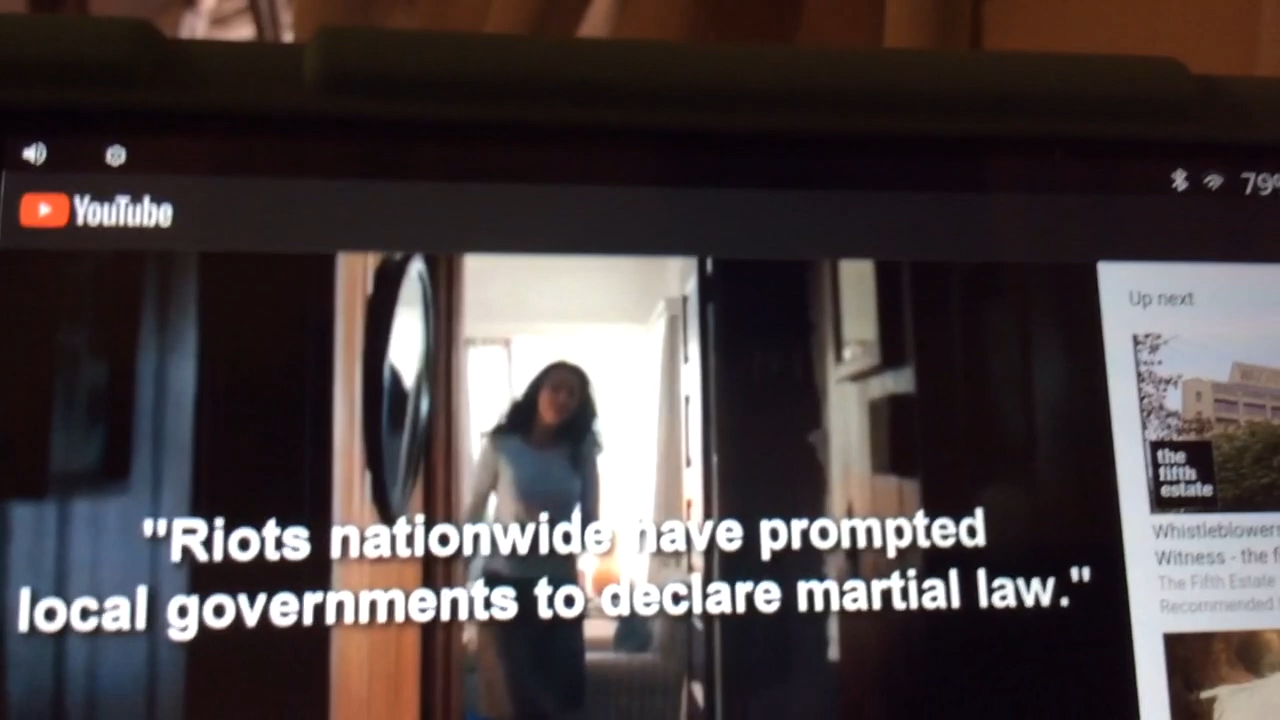 YouTube
79
Up next
the
fifth
estate
"Riots nationwide have prompted
local governments to declare martial law."
Whistleblowers
Witness - the
The Fifth Estate
Recommended